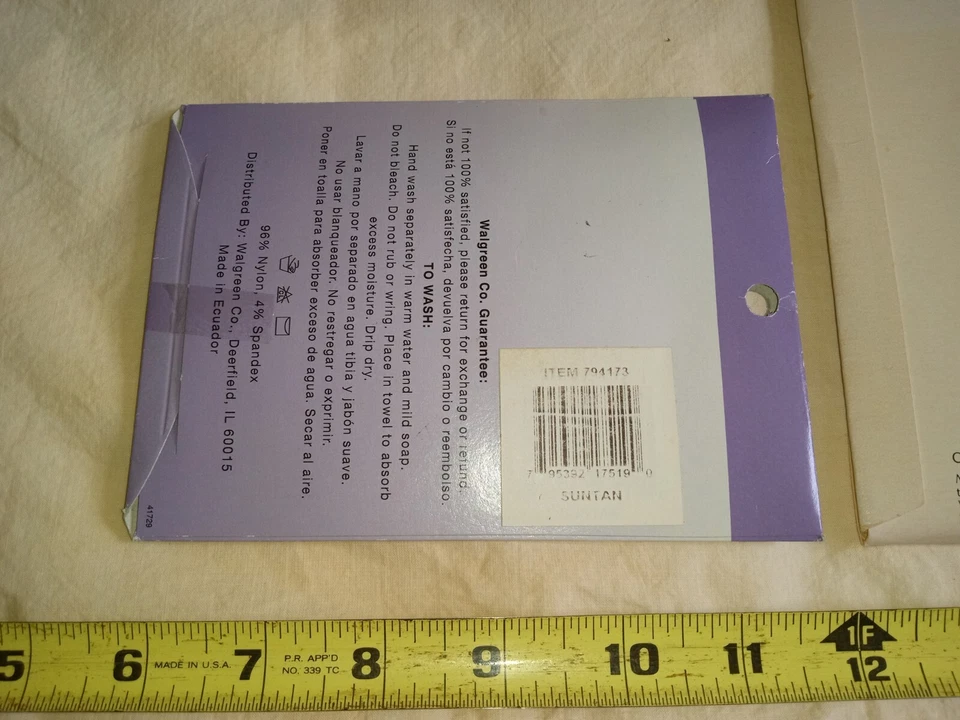 Walgreen Co. Guarantee:
If not 100% satisfied, please return for exchange or refund.
Si no está 100% satisfecha, devuelva por cambio o reembolso.
TO WASH:
Hand wash separately in warm water and mild soap.
Do not bleach. Do not rub or wring. Place in towel to absorb
excess moisture. Drip dry.
Lavar a mano por separado en agua tibia y jabón suave.
No usar blanqueador. No restregar o exprimir.
Poner en toalla para absorber exceso de agua. Secar al aire.
96% Nylon, 4% Spandex
Distributed By: Walgreen Co., Deerfield, IL 60015
Made in Ecuador
41729
ITEM 794173
7 95392 17519 0
SUNTAN
5 6 MADE IN U.S.A. 7 P.R. APP'D 8 9 10 11 1F 12
NO. 339 TC